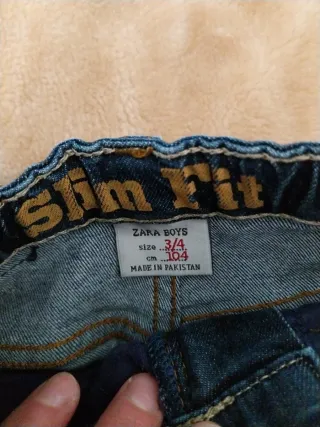 Slim Fit
ZARA BOYS
size ..3/4
cm ..104
MADE IN PAKISTAN